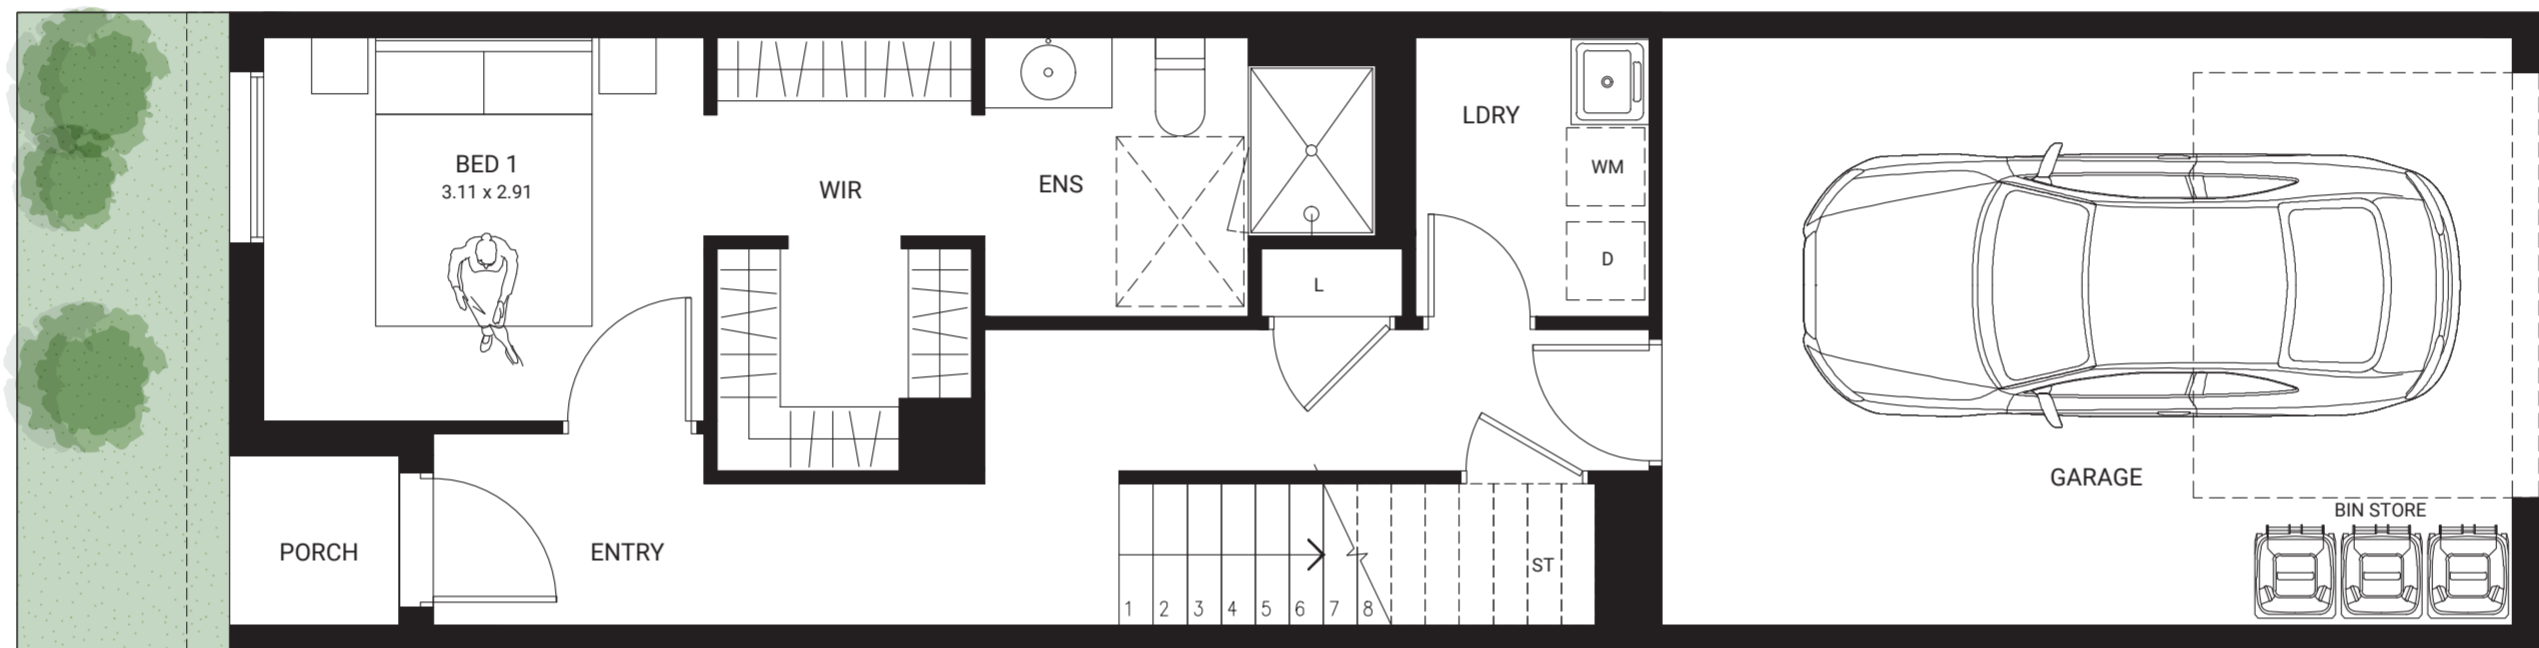 BED 1
3.11 x 2.91
WIR
ENS
LDRY
WM
D
L
GARAGE
BIN STORE
PORCH
ENTRY
ST
1 2 3 4 5 6 7 8